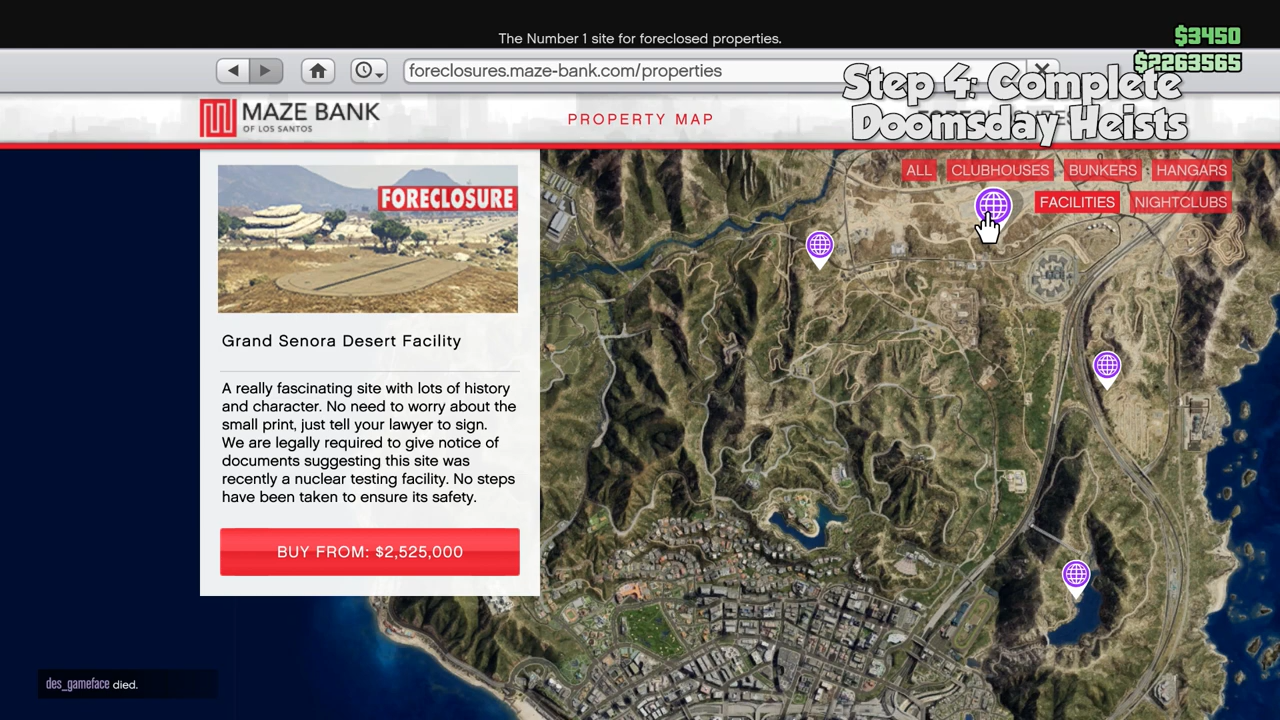 The Number 1 site for foreclosed properties.
$3450
$2263565
foreclosures.maze-bank.com/properties
Step 4: Complete
Doomsday Heists
MAZE BANK
OF LOS SANTOS
PROPERTY MAP
FORECLOSURE
ALL
CLUBHOUSES
BUNKERS
HANGARS
FACILITIES
NIGHTCLUBS
Grand Senora Desert Facility
A really fascinating site with lots of history
and character. No need to worry about the
small print, just tell your lawyer to sign.
We are legally required to give notice of
documents suggesting this site was
recently a nuclear testing facility. No steps
have been taken to ensure its safety.
BUY FROM: $2,525,000
des_gameface died.